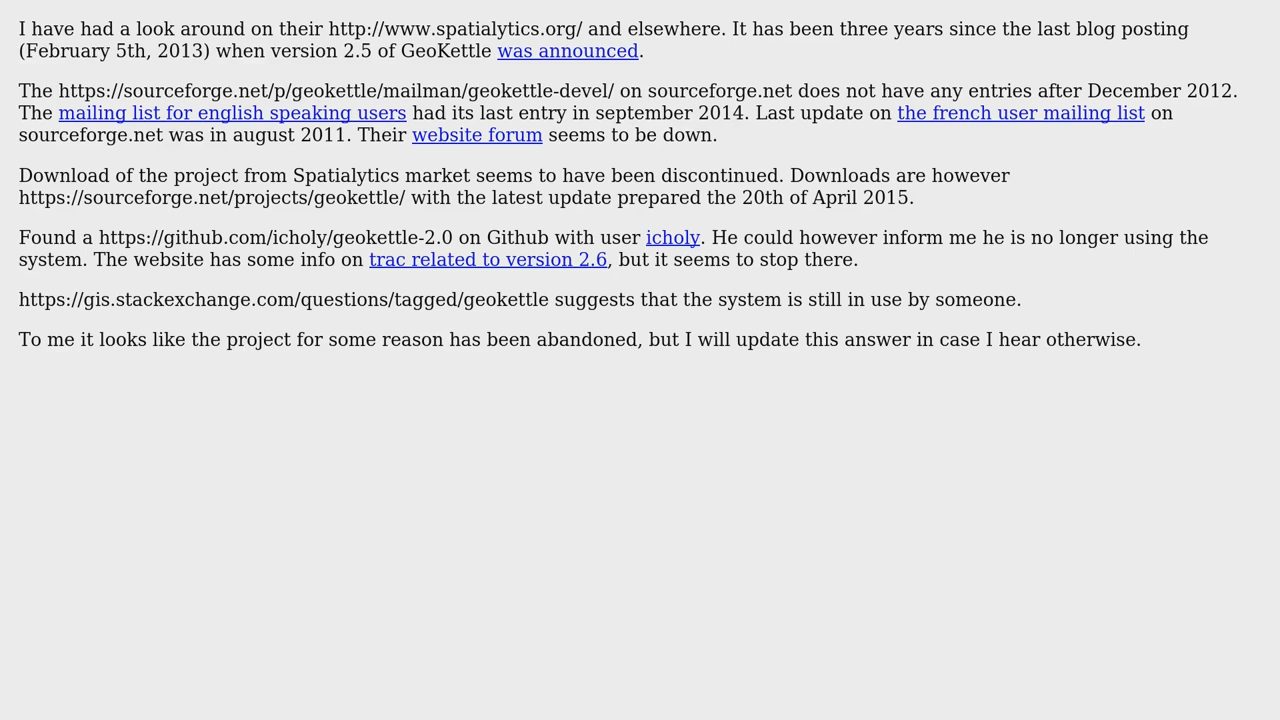 I have had a look around on their http://www.spatialytics.org/ and elsewhere. It has been three years since the last blog posting
(February 5th, 2013) when version 2.5 of GeoKettle was announced.
The https://sourceforge.net/p/geokettle/mailman/geokettle-devel/ on sourceforge.net does not have any entries after December 2012.
The mailing list for english speaking users had its last entry in september 2014. Last update on the french user mailing list on
sourceforge.net was in august 2011. Their website forum seems to be down.
Download of the project from Spatialytics market seems to have been discontinued. Downloads are however
https://sourceforge.net/projects/geokettle/ with the latest update prepared the 20th of April 2015.
Found a https://github.com/icholy/geokettle-2.0 on Github with user icholy. He could however inform me he is no longer using the
system. The website has some info on trac related to version 2.6, but it seems to stop there.
https://gis.stackexchange.com/questions/tagged/geokettle suggests that the system is still in use by someone.
To me it looks like the project for some reason has been abandoned, but I will update this answer in case I hear otherwise.